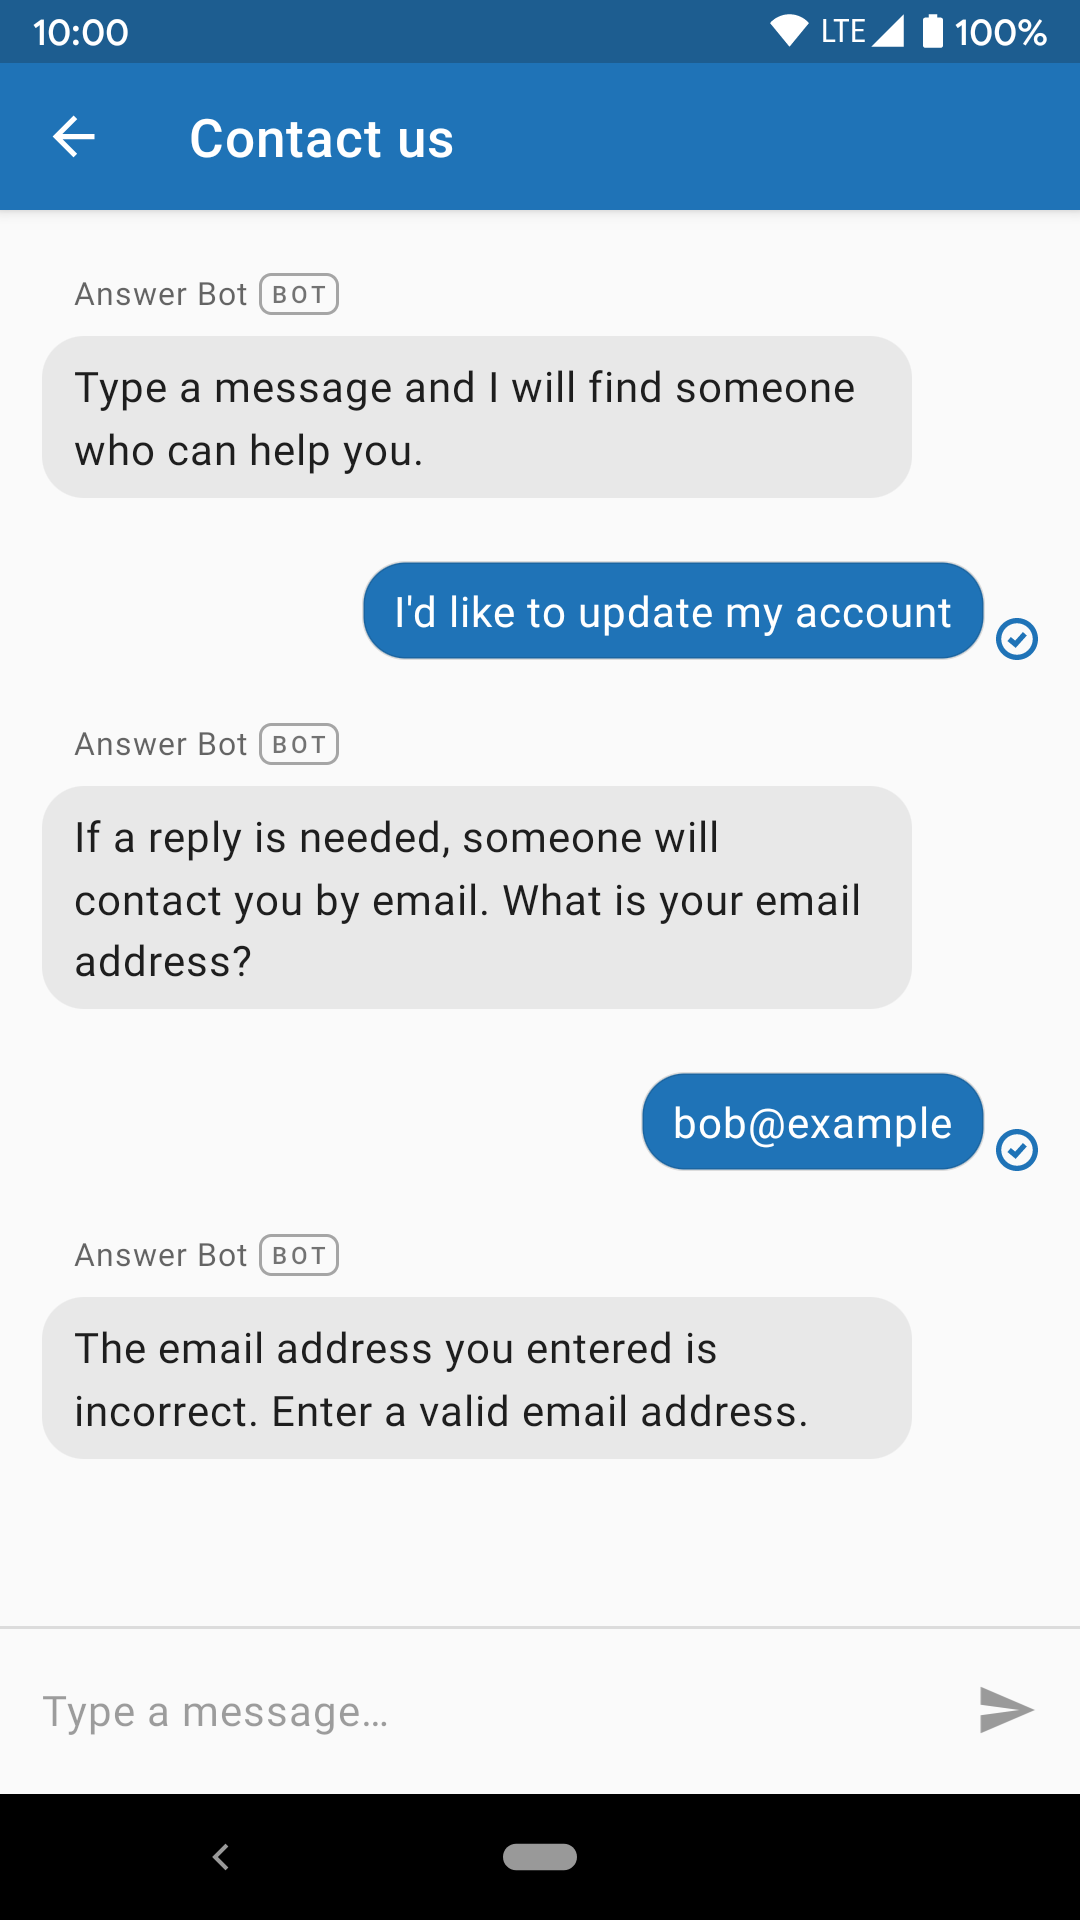 10:00 LTE 100%
Contact us
Answer Bot BOT
Type a message and I will find someone
who can help you.
I'd like to update my account
Answer Bot BOT
If a reply is needed, someone will
contact you by email. What is your email
address?
bob@example
Answer Bot BOT
The email address you entered is
incorrect. Enter a valid email address.
Type a message…